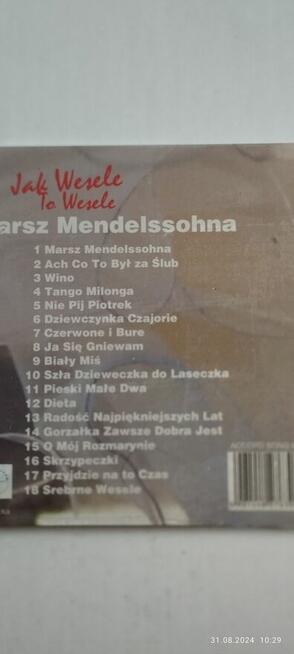 Jak Wesele
To Wesele
arsz Mendelssohna
1 Marsz Mendelssohna
2 Ach Co To Był za Ślub
3 Wino
4 Tango Milonga
5 Nie Pij Piotrek
6 Dziewczynka Czajorie
7 Czerwone i Bure
8 Ja Się Gniewam
9 Biały Miś
10 Szła Dzieweczka do Laseczka
11 Pieski Małe Dwa
12 Dieta
13 Radość Najpiękniejszych Lat
14 Gorzałka Zawsze Dobra Jest
15 O Mój Rozmarynie
16 Skrzypeczki
17 Przyjdzie na to Czas
18 Srebrne Wesele
31.08.2024 10:29